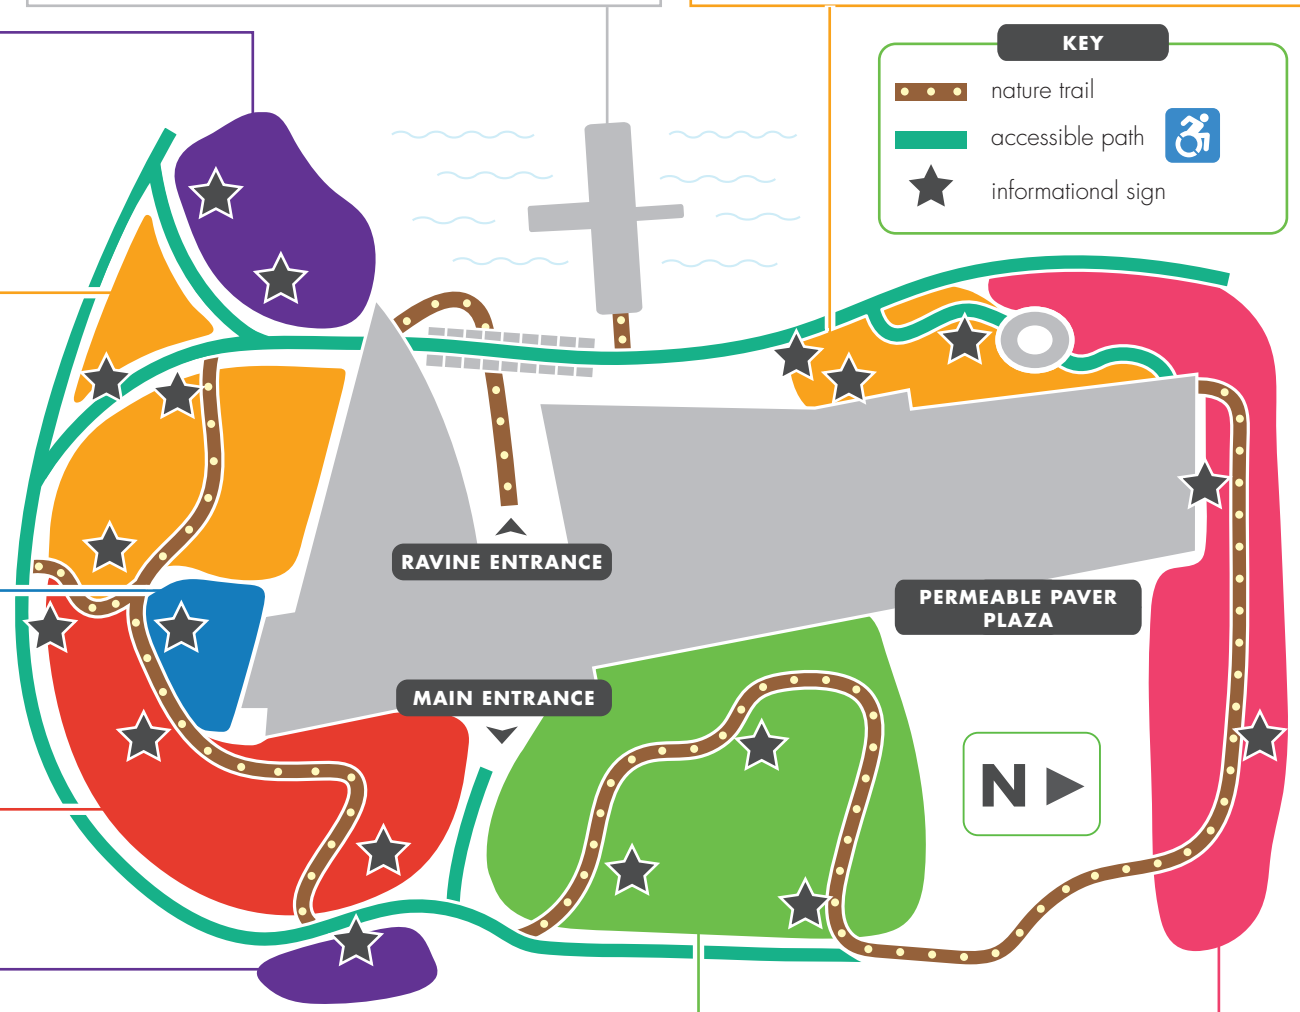 KEY
nature trail
accessible path
informational sign
RAVINE ENTRANCE
PERMEABLE PAVER
PLAZA
MAIN ENTRANCE
N